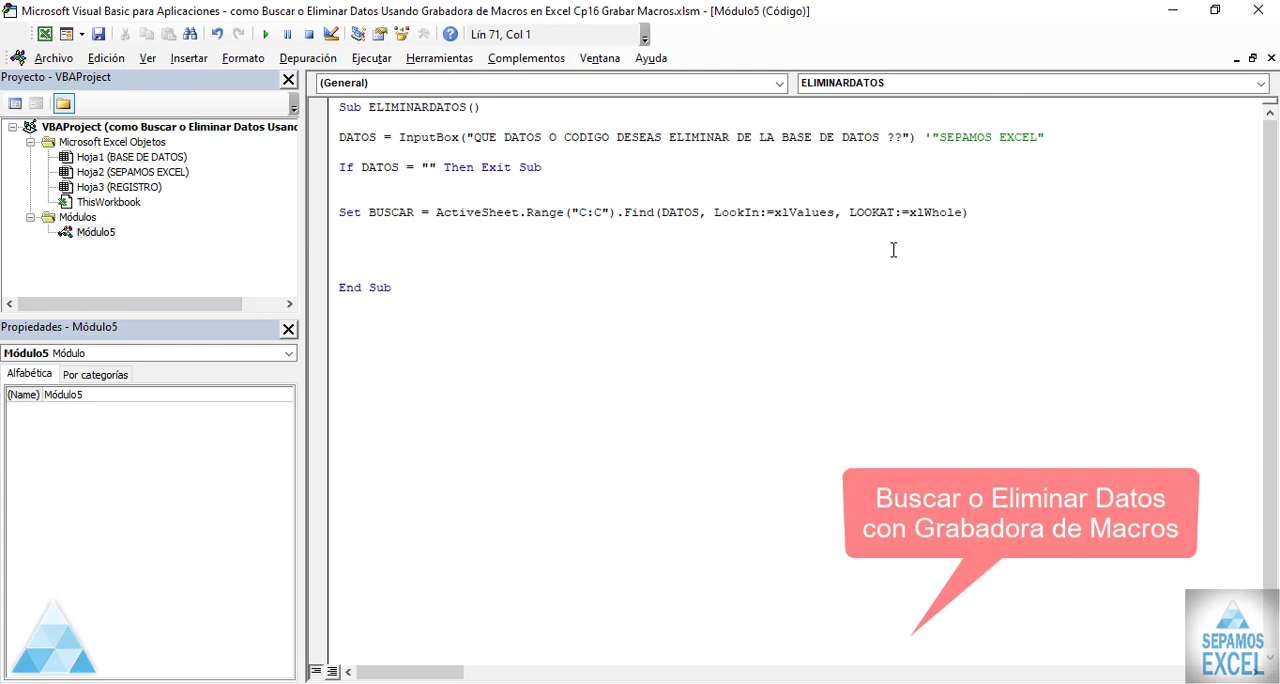 Microsoft Visual Basic para Aplicaciones - como Buscar o Eliminar Datos Usando Grabadora de Macros en Excel Cp16 Grabar Macros.xlsm - [Módulo5 (Código)]
Lín 71, Col 1
Archivo Edición Ver Insertar Formato Depuración Ejecutar Herramientas Complementos Ventana Ayuda
Proyecto - VBAProject
VBAProject (como Buscar o Eliminar Datos Usand
Microsoft Excel Objetos
Hoja1 (BASE DE DATOS)
Hoja2 (SEPAMOS EXCEL)
Hoja3 (REGISTRO)
ThisWorkbook
Módulos
Módulo5
Propiedades - Módulo5
Módulo5 Módulo
Alfabética Por categorías
(Name) Módulo5
(General) ELIMINARDATOS
Sub ELIMINARDATOS()
DATOS = InputBox("QUE DATOS O CODIGO DESEAS ELIMINAR DE LA BASE DE DATOS ??") '"SEPAMOS EXCEL"
If DATOS = "" Then Exit Sub
Set BUSCAR = ActiveSheet.Range("C:C").Find(DATOS, LookIn:=xlValues, LOOKAT:=xlWhole)
End Sub
Buscar o Eliminar Datos
con Grabadora de Macros
SEPAMOS
EXCEL